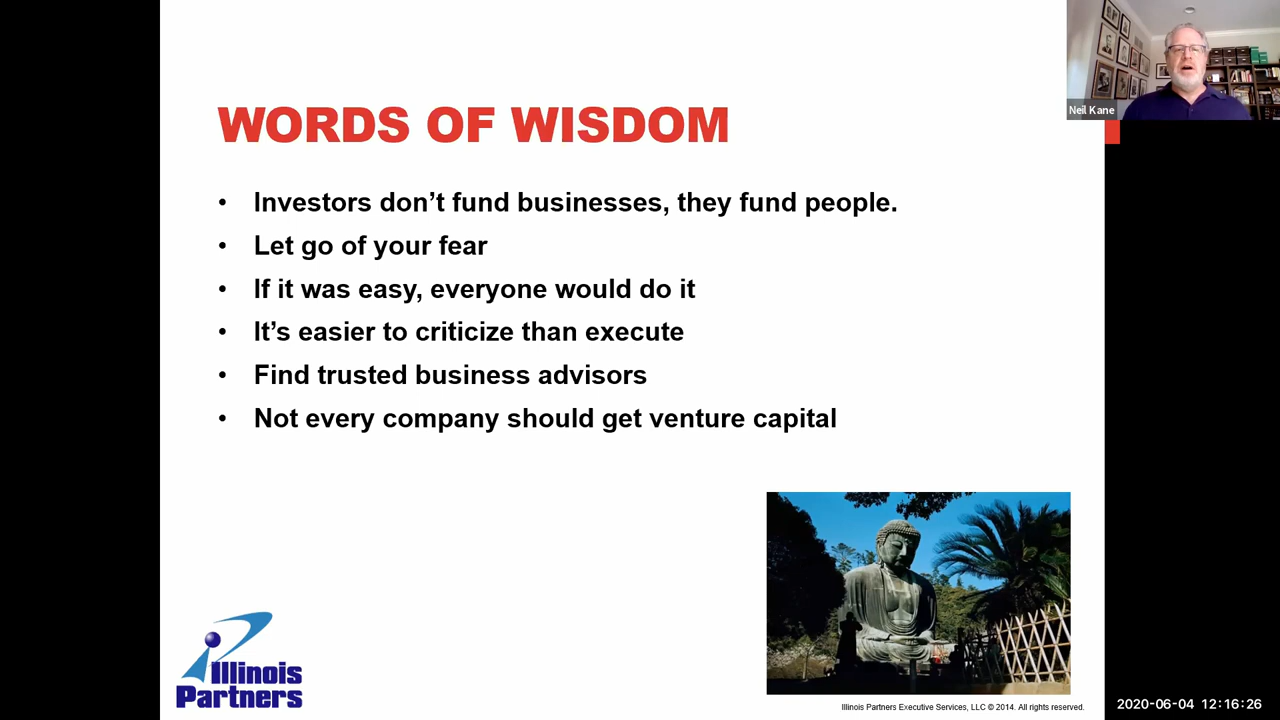 Neil Kane
WORDS OF WISDOM
• Investors don’t fund businesses, they fund people.
• Let go of your fear
• If it was easy, everyone would do it
• It’s easier to criticize than execute
• Find trusted business advisors
• Not every company should get venture capital
Illinois
Partners
Illinois Partners Executive Services, LLC © 2014. All rights reserved.
2020-06-04 12:16:26